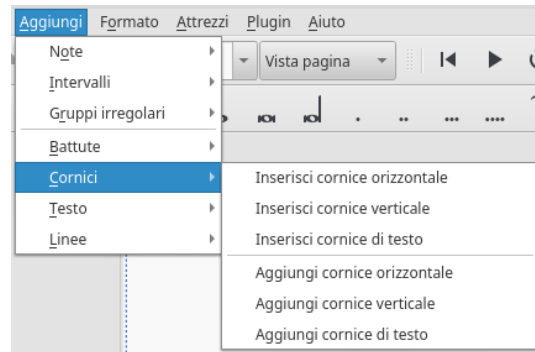 Aggiungi Formato Attrezzi Plugin Aiuto
Note
Vista pagina
Intervalli
Gruppi irregolari
Battute
Cornici
Testo
Linee
Inserisci cornice orizzontale
Inserisci cornice verticale
Inserisci cornice di testo
Aggiungi cornice orizzontale
Aggiungi cornice verticale
Aggiungi cornice di testo